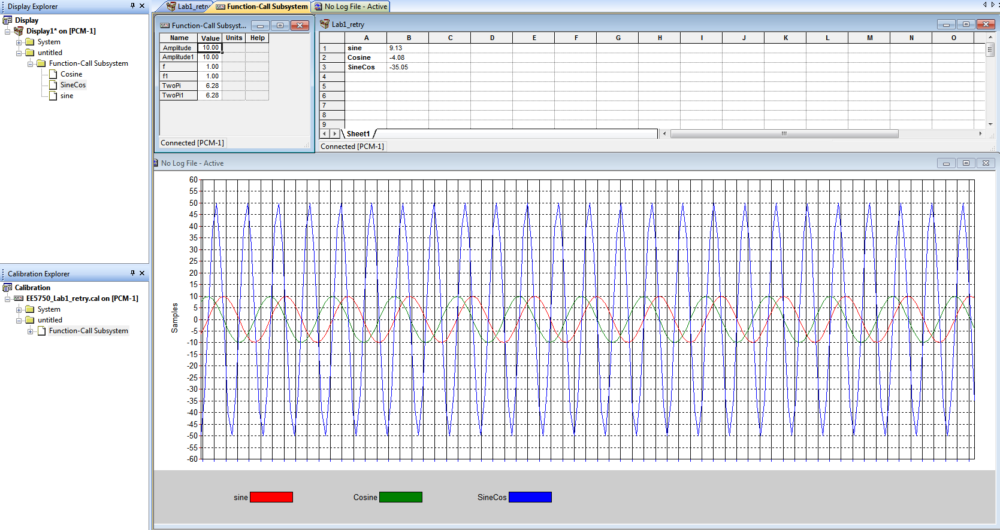 Display Explorer
Display
Display1* on [PCM-1]
System
untitled
Function-Call Subsystem
Cosine
SineCos
sine
Calibration Explorer
Calibration
EE5750_Lab1_retry.cal on [PCM-1]
System
untitled
Function-Call Subsystem
Lab1_retry Function-Call Subsystem No Log File - Active
Function-Call Subsyst...
Name Value Units Help
Amplitude 10.00
Amplitude1 10.00
f 1.00
f1 1.00
TwoPi 6.28
TwoPi1 6.28
Connected [PCM-1]
Lab1_retry
A B C D E F G H I J K L M N O
1 sine 9.13
2 Cosine -4.08
3 SineCos -35.05
4
5
6
7
8
9
Sheet1
Connected [PCM-1]
No Log File - Active
60
55
50
45
40
35
30
25
20
15
10
5
0
-5
-10
-15
-20
-25
-30
-35
-40
-45
-50
-55
-60
Samples
sine Cosine SineCos